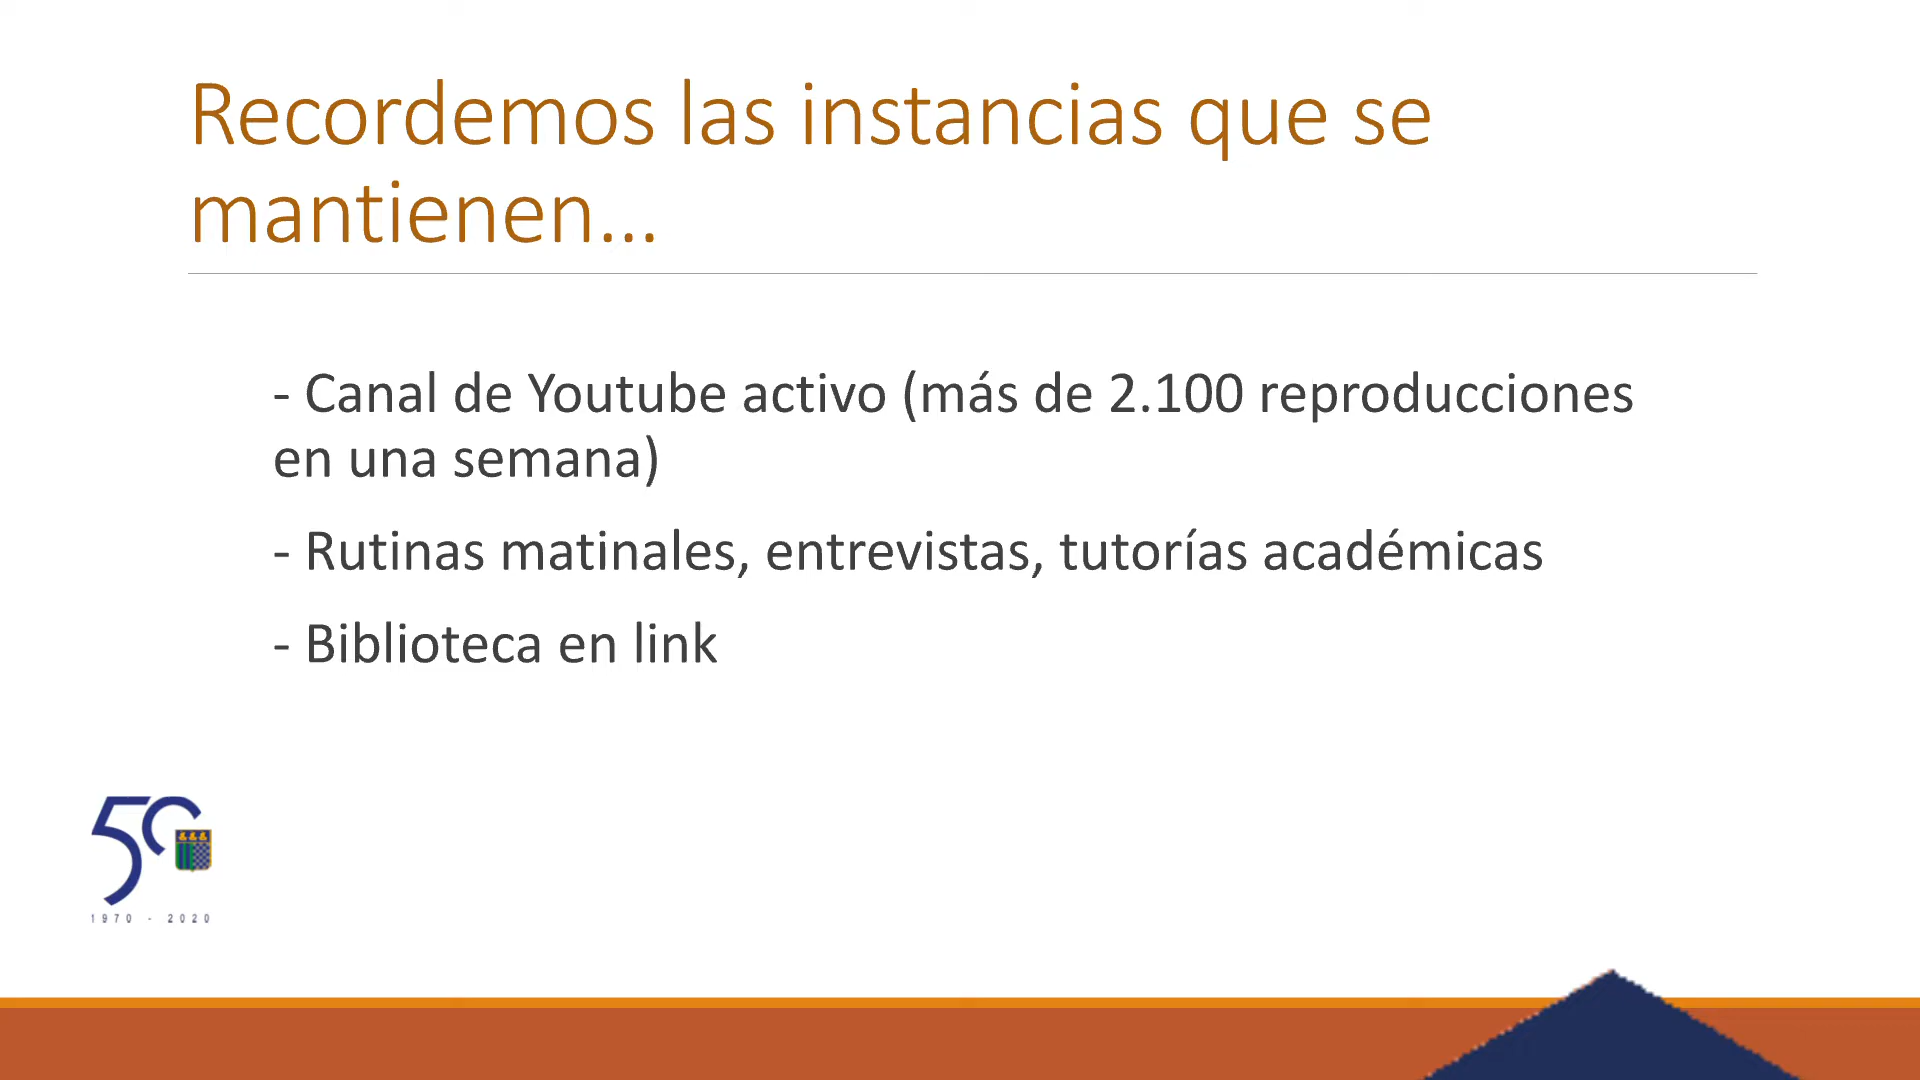 Recordemos las instancias que se
mantienen...
- Canal de Youtube activo (más de 2.100 reproducciones
en una semana)
- Rutinas matinales, entrevistas, tutorías académicas
- Biblioteca en link
50
1970 - 2020